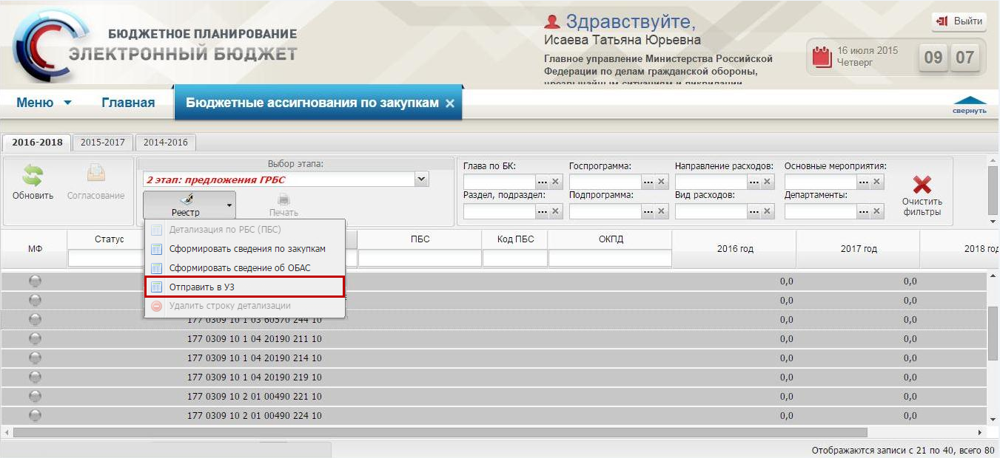 БЮДЖЕТНОЕ ПЛАНИРОВАНИЕ
ЭЛЕКТРОННЫЙ БЮДЖЕТ
Здравствуйте,
Исаева Татьяна Юрьевна
Главное управление Министерства Российской
Федерации по делам гражданской обороны,
чрезвычайным ситуациям и ликвидации
Выйти
16 июля 2015
Четверг
09 07
Меню Главная Бюджетные ассигнования по закупкам ×
свернуть
2016-2018 2015-2017 2014-2016
Обновить Согласование
Выбор этапа:
2 этап: предложения ГРБС
Реестр Печать
Глава по БК: Госпрограмма: Направление расходов: Основные мероприятия:
Раздел, подраздел: Подпрограмма: Вид расходов: Департаменты:
Очистить
фильтры
Детализация по РБС (ПБС)
Сформировать сведения по закупкам
Сформировать сведение об ОБАС
Отправить в УЗ
Удалить строку детализации
МФ Статус ПБС Код ПБС ОКПД 2016 год 2017 год 2018 год
0,0 0,0
0,0 0,0
177 0309 10 1 03 60570 244 10 0,0 0,0
177 0309 10 1 04 20190 211 10 0,0 0,0
177 0309 10 1 04 20190 214 10 0,0 0,0
177 0309 10 1 04 20190 219 10 0,0 0,0
177 0309 10 2 01 00490 221 10 0,0 0,0
177 0309 10 2 01 00490 224 10 0,0 0,0
Отображаются записи с 21 по 40, всего 80